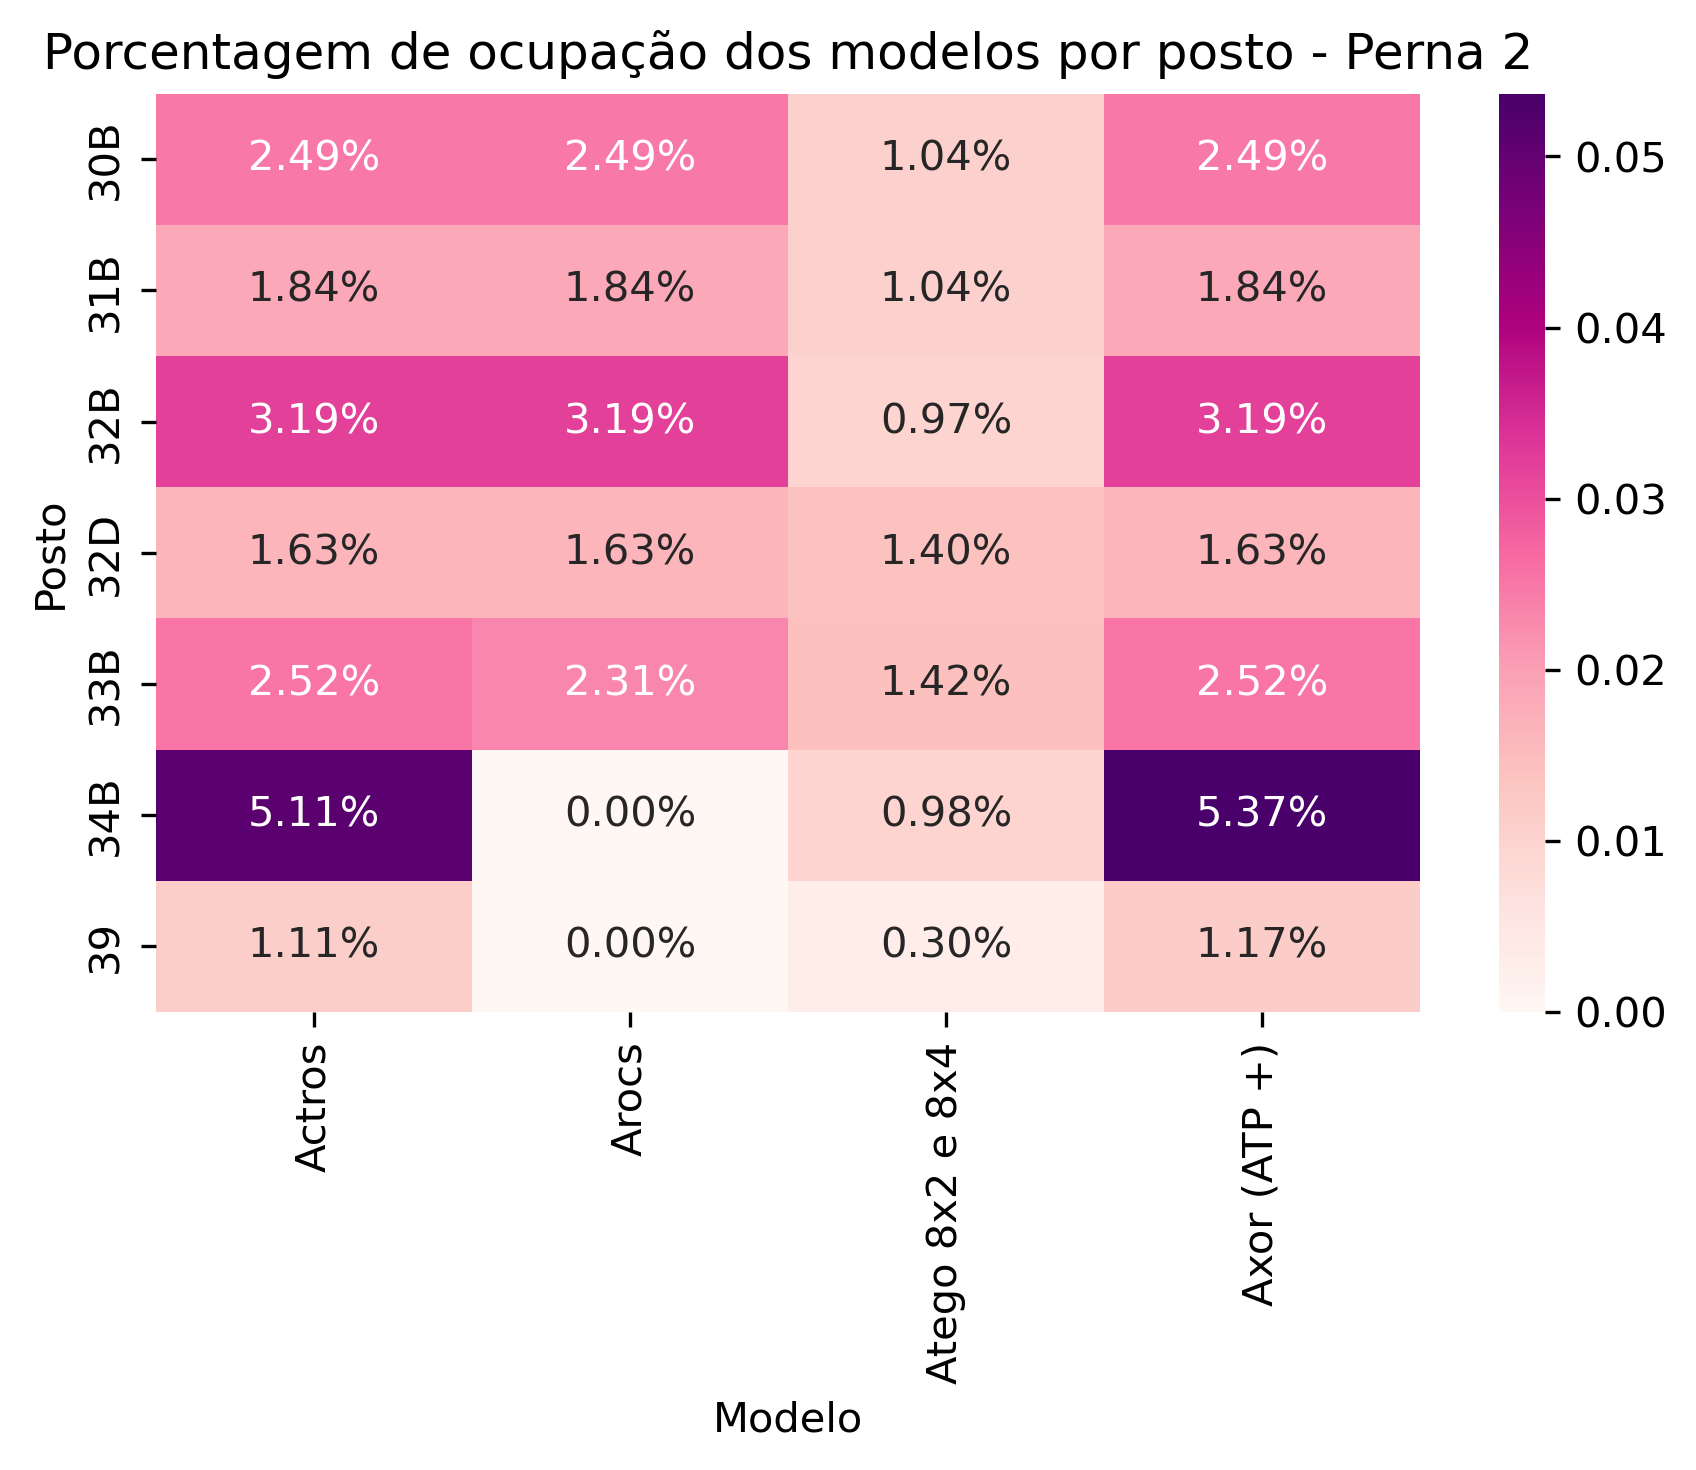 Porcentagem de ocupação dos modelos por posto - Perna 2
Posto
30B 2.49% 2.49% 1.04% 2.49%
31B 1.84% 1.84% 1.04% 1.84%
32B 3.19% 3.19% 0.97% 3.19%
32D 1.63% 1.63% 1.40% 1.63%
33B 2.52% 2.31% 1.42% 2.52%
34B 5.11% 0.00% 0.98% 5.37%
39 1.11% 0.00% 0.30% 1.17%
Actros
Arocs
Atego 8x2 e 8x4
Axor (ATP +)
Modelo
0.05
0.04
0.03
0.02
0.01
0.00